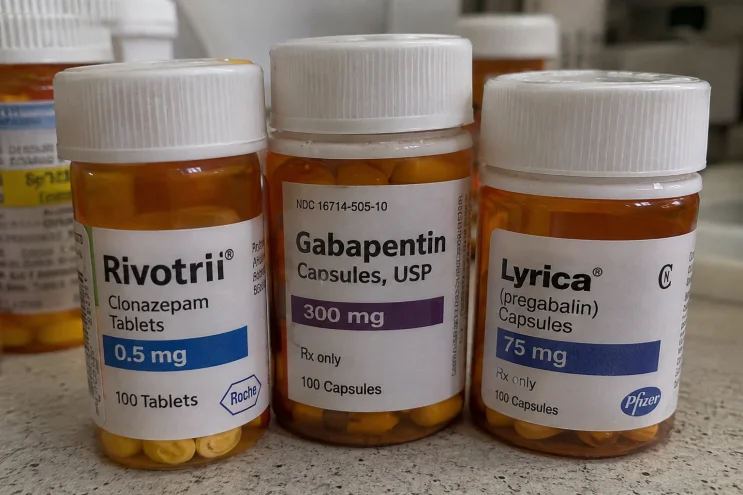 Rivotrii®
Clonazepam
Tablets
0.5 mg
100 Tablets
Roche
NDC 16714-505-10
Gabapentin
Capsules, USP
300 mg
Rx only
100 Capsules
Lyrica®
(pregabalin)
Capsules
75 mg
Rx only
100 Capsules
Pfizer